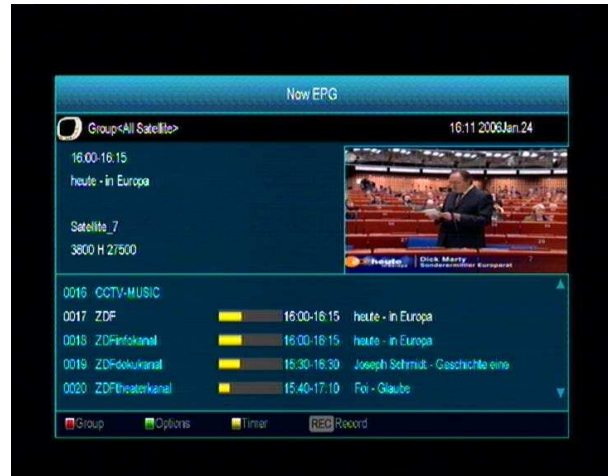 Now EPG
Group<All Satellite>
16:11 2006Jan.24
16:00-16:15
heute - in Europa
Satellite_7
3800 H 27500
heute
Dick Marty
Sonderermittler Europarat
0016 CCTV-MUSIC
0017 ZDF 16:00-16:15 heute - in Europa
0018 ZDFinfokanal 16:00-16:15 heute - in Europa
0019 ZDFdokukanal 15:30-16:30 Joseph Schmidt - Geschichte eine
0020 ZDFtheaterkanal 15:40-17:10 Foi - Glaube
Group Options Timer REC Record